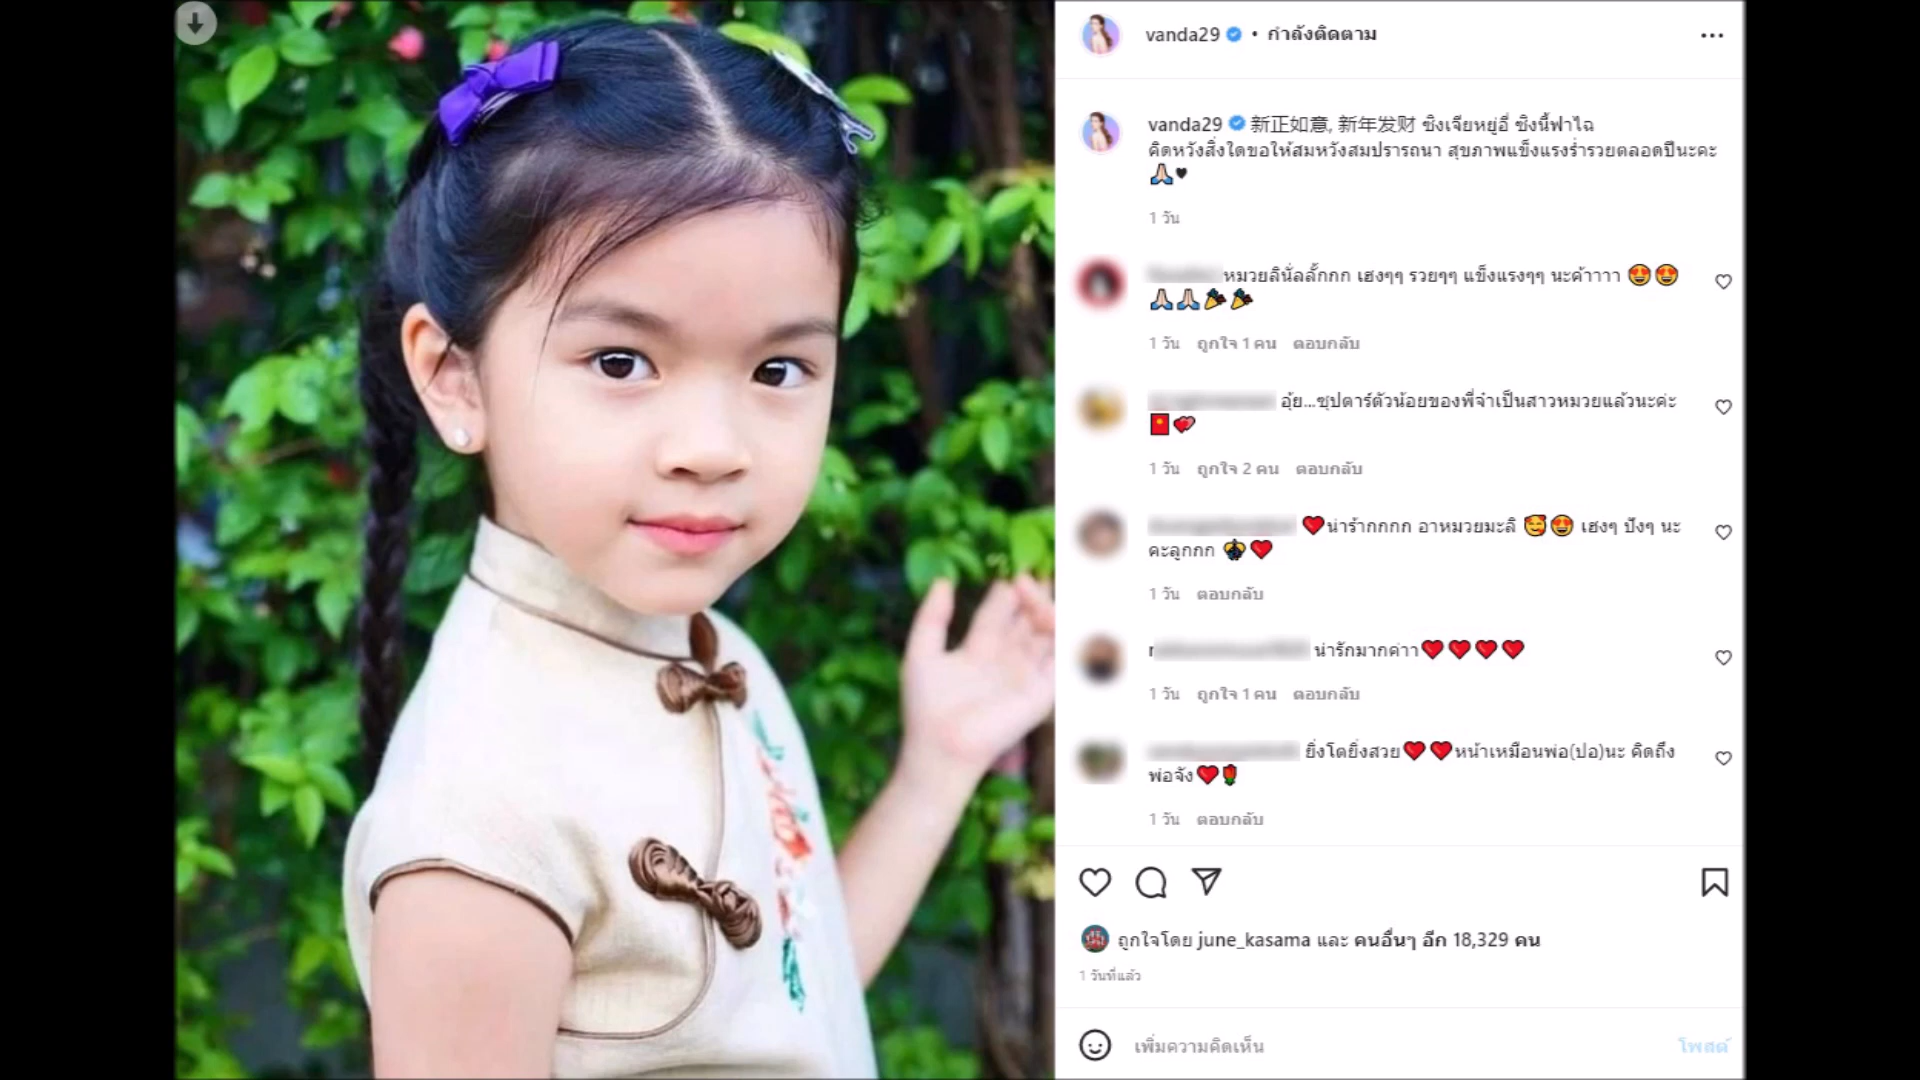 vanda29 • กำลังติดตาม
vanda29 新正如意, 新年发财 ซิงเจียหยู่อี่ ซิงนี้ฟาไฉ
คิดหวังสิ่งใดขอให้สมหวังสมปรารถนา สุขภาพแข็งแรงร่ำรวยตลอดปีนะคะ
🙏🏻♥
1 วัน
หมวยลินั่ลลั้กกก เฮงๆๆ รวยๆๆ แข็งแรงๆๆ นะค้าาาา 😍😍
🙏🏻🙏🏻🎉🎉
1 วัน ถูกใจ 1 คน ตอบกลับ
อุ้ย...ซุปตาร์ตัวน้อยของพี่จ๋าเป็นสาวหมวยแล้วนะค่ะ
🧧💕
1 วัน ถูกใจ 2 คน ตอบกลับ
❤️น่าร้ากกกก อาหมวยมะลิ 🥰😍 เฮงๆ ปังๆ นะ
คะลูกกก ❤️
1 วัน ตอบกลับ
น่ารักมากค่าา❤️❤️❤️❤️
1 วัน ถูกใจ 1 คน ตอบกลับ
ยิ่งโตยิ่งสวย❤️❤️หน้าเหมือนพ่อ(ปอ)นะ คิดถึง
พ่อจัง❤️🌹
1 วัน ตอบกลับ
ถูกใจโดย june_kasama และ คนอื่นๆ อีก 18,329 คน
1 วันที่แล้ว
เพิ่มความคิดเห็น โพสต์